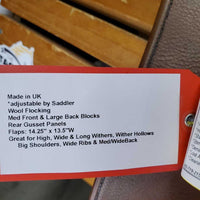 Made in UK
*adjustable by Saddler
Wool Flocking
Med Front & Large Back Blocks
Rear Gusset Panels
Flaps: 14.25" x 13.5"W
Great for High, Wide & Long Withers, Wither Hollows
Big Shoulders, Wide Ribs & Med/WideBack